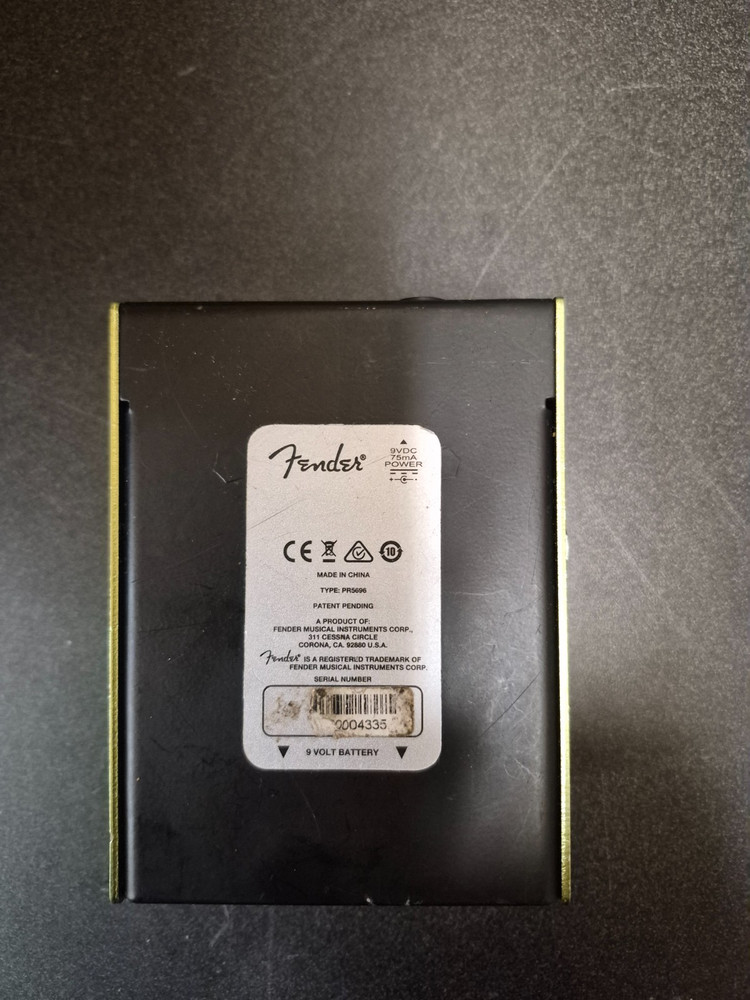 Fender®
9VDC
75mA
POWER
CE
10
MADE IN CHINA
TYPE: PR5696
PATENT PENDING
A PRODUCT OF:
FENDER MUSICAL INSTRUMENTS CORP.,
311 CESSNA CIRCLE
CORONA, CA. 92880 U.S.A.
Fender® IS A REGISTERED TRADEMARK OF
FENDER MUSICAL INSTRUMENTS CORP.
SERIAL NUMBER
0004335
9 VOLT BATTERY